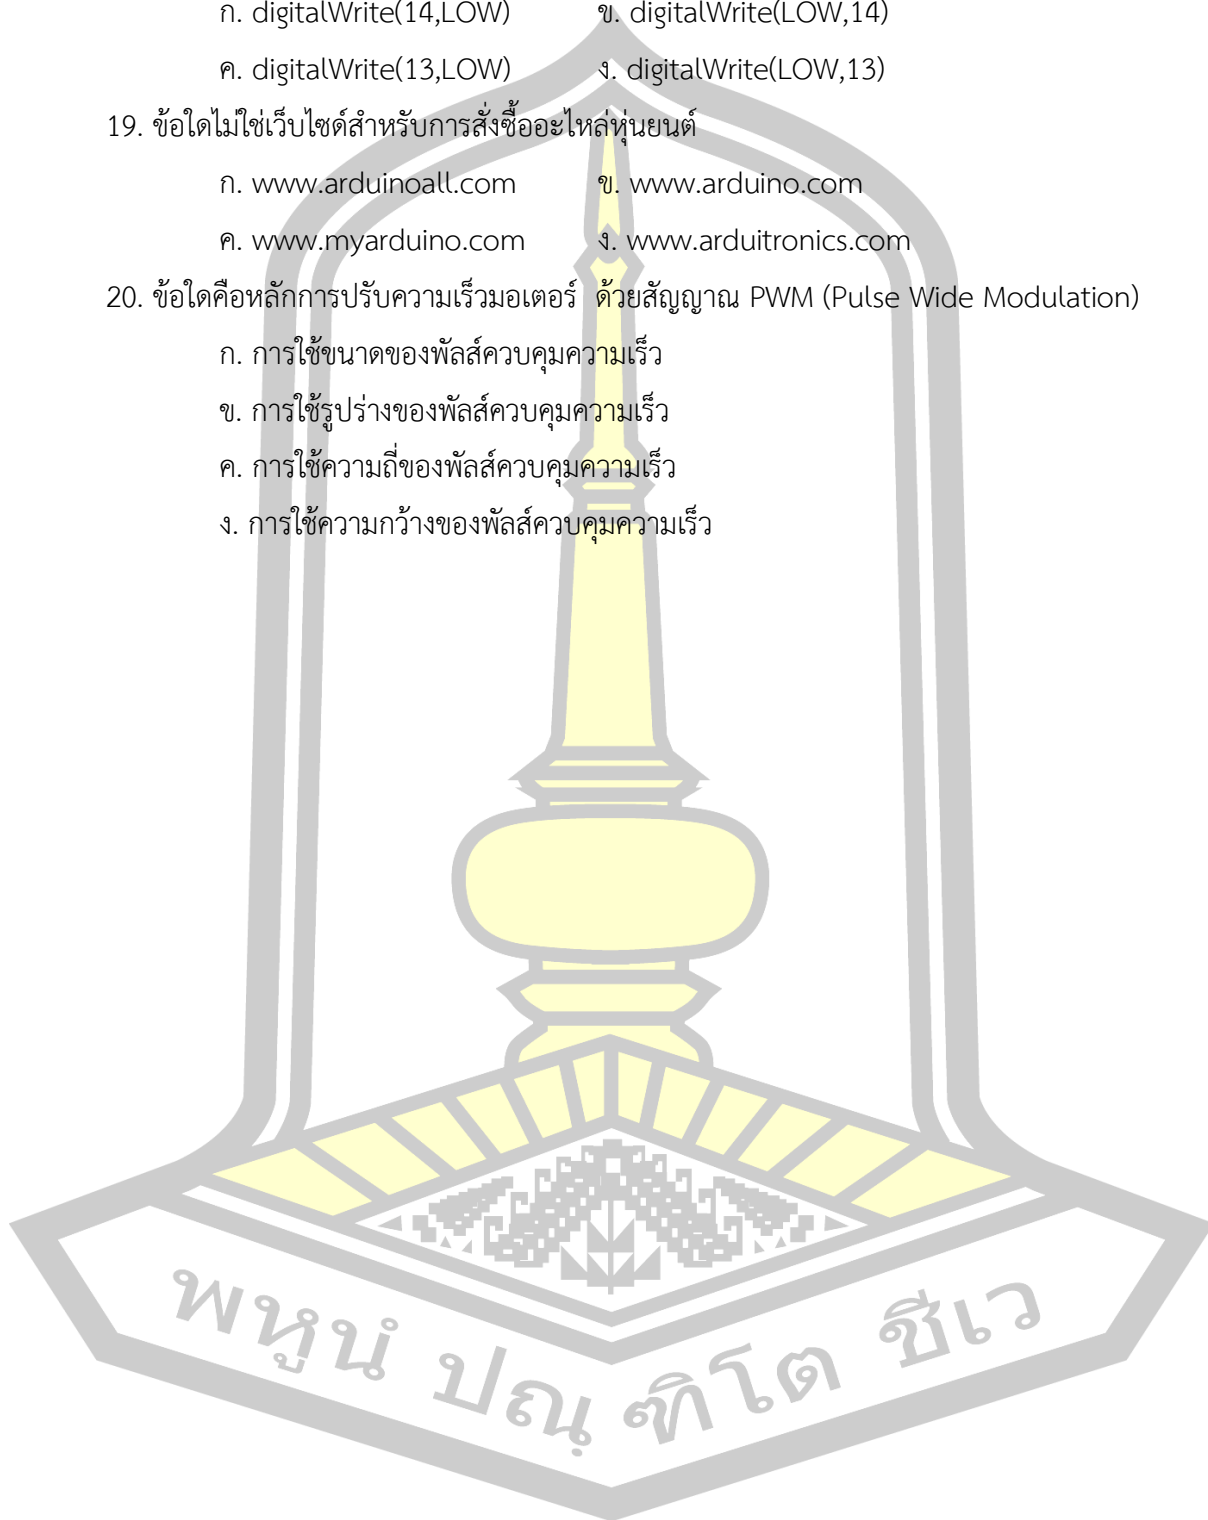 ก. digitalWrite(14,LOW) ข. digitalWrite(LOW,14)
ค. digitalWrite(13,LOW) ง. digitalWrite(LOW,13)
19. ข้อใดไม่ใช่เว็บไซด์สำหรับการสั่งซื้ออะไหล่หุ่นยนต์
ก. www.arduinoall.com ข. www.arduino.com
ค. www.myarduino.com ง. www.arduitronics.com
20. ข้อใดคือหลักการปรับความเร็วมอเตอร์ ด้วยสัญญาณ PWM (Pulse Wide Modulation)
ก. การใช้ขนาดของพัลส์ควบคุมความเร็ว
ข. การใช้รูปร่างของพัลส์ควบคุมความเร็ว
ค. การใช้ความถี่ของพัลส์ควบคุมความเร็ว
ง. การใช้ความกว้างของพัลส์ควบคุมความเร็ว
พหูนํ ปณฺฑิโต ชีเว